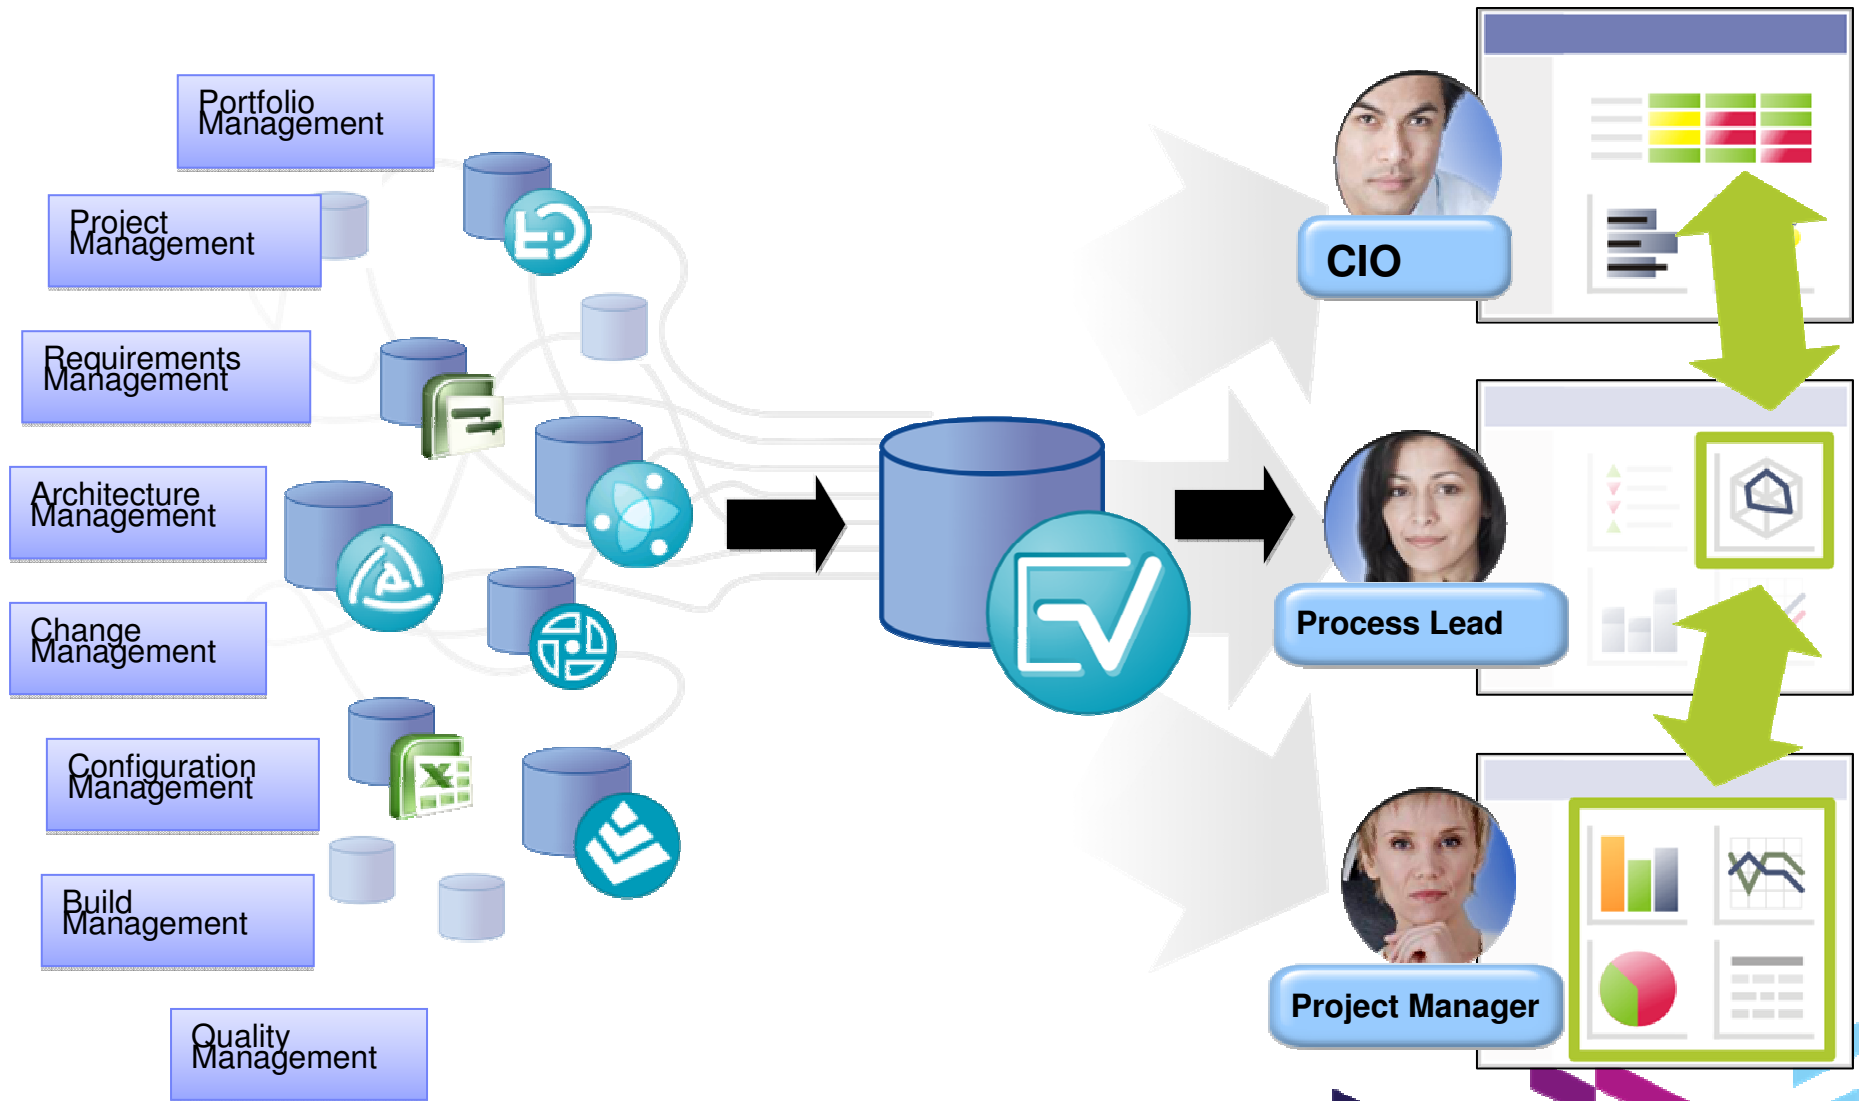 Portfolio
Management
Project
Management
Requirements
Management
Architecture
Management
Change
Management
Configuration
Management
Build
Management
Quality
Management
CIO
Process Lead
Project Manager